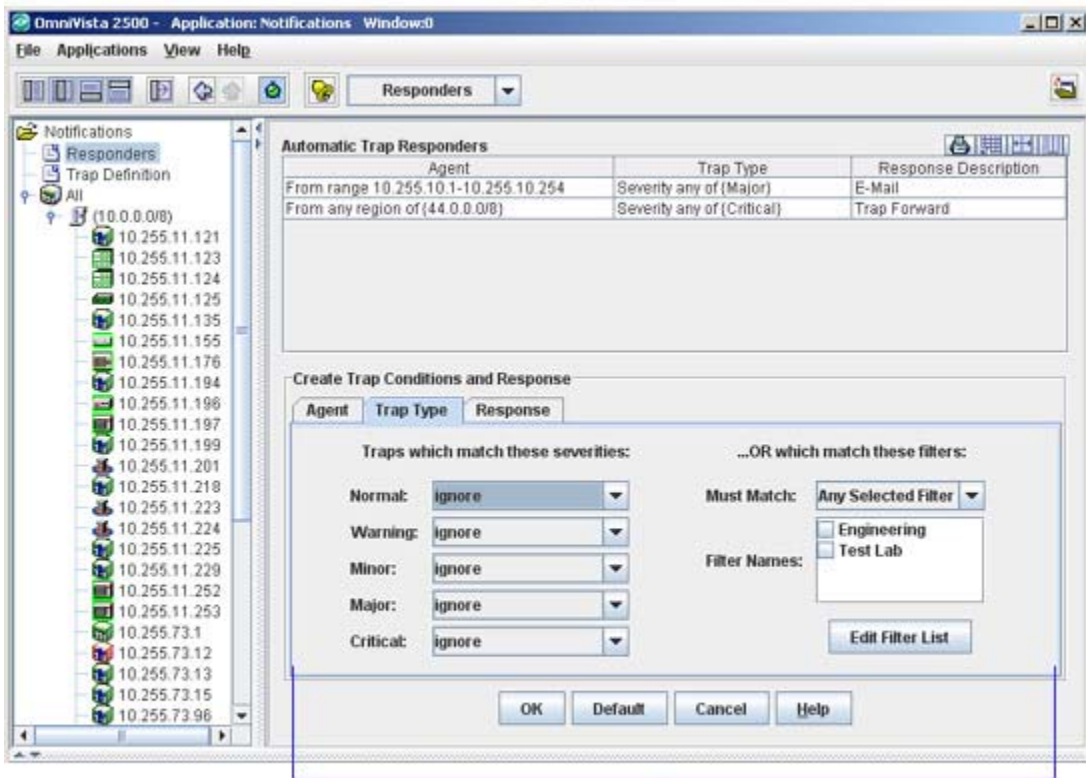 OmniVista 2500 - Application: Notifications Window:0
File Applications View Help
Responders
Notifications
Responders
Trap Definition
All
(10.0.0.0/8)
10.255.11.121
10.255.11.123
10.255.11.124
10.255.11.125
10.255.11.135
10.255.11.155
10.255.11.176
10.255.11.194
10.255.11.196
10.255.11.197
10.255.11.199
10.255.11.201
10.255.11.218
10.255.11.223
10.255.11.224
10.255.11.225
10.255.11.229
10.255.11.252
10.255.11.253
10.255.73.1
10.255.73.12
10.255.73.13
10.255.73.15
10.255.73.96
Automatic Trap Responders
Agent Trap Type Response Description
From range 10.255.10.1-10.255.10.254 Severity any of {Major} E-Mail
From any region of {44.0.0.0/8} Severity any of {Critical} Trap Forward
Create Trap Conditions and Response
Agent Trap Type Response
Traps which match these severities: ...OR which match these filters:
Normal: ignore Must Match: Any Selected Filter
Warning: ignore Engineering
Minor: ignore Filter Names: Test Lab
Major: ignore
Critical: ignore Edit Filter List
OK Default Cancel Help